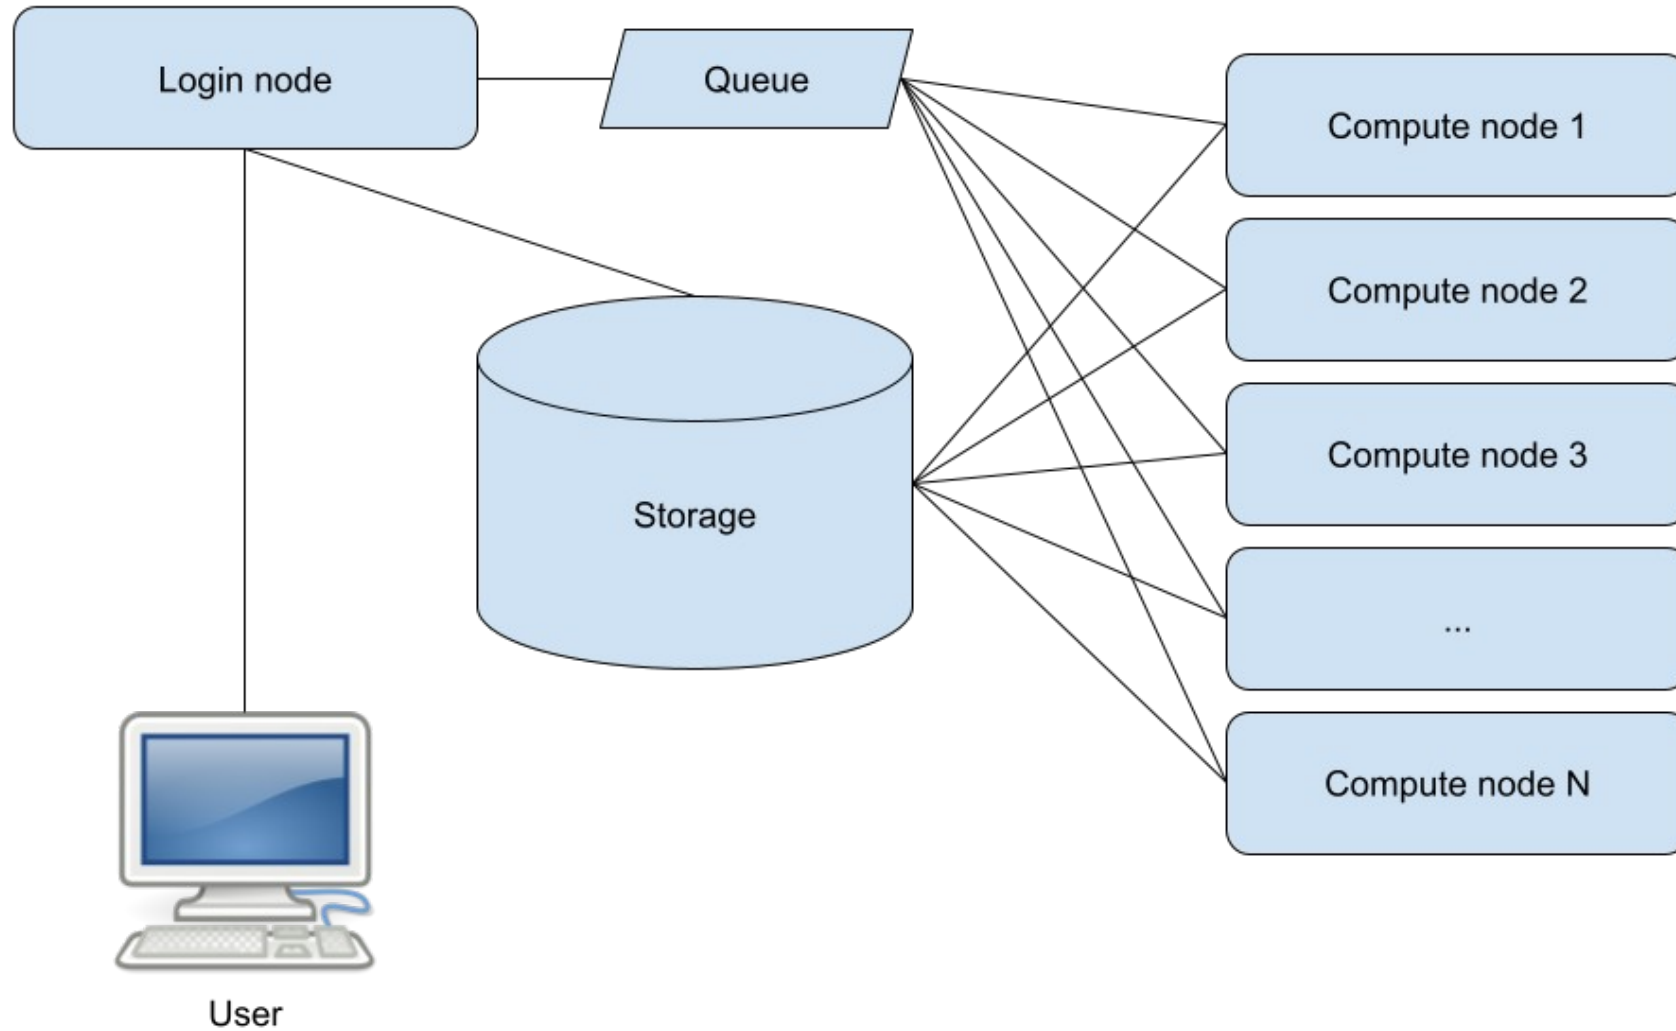 Login node
Queue
Compute node 1
Compute node 2
Compute node 3
...
Compute node N
Storage
User